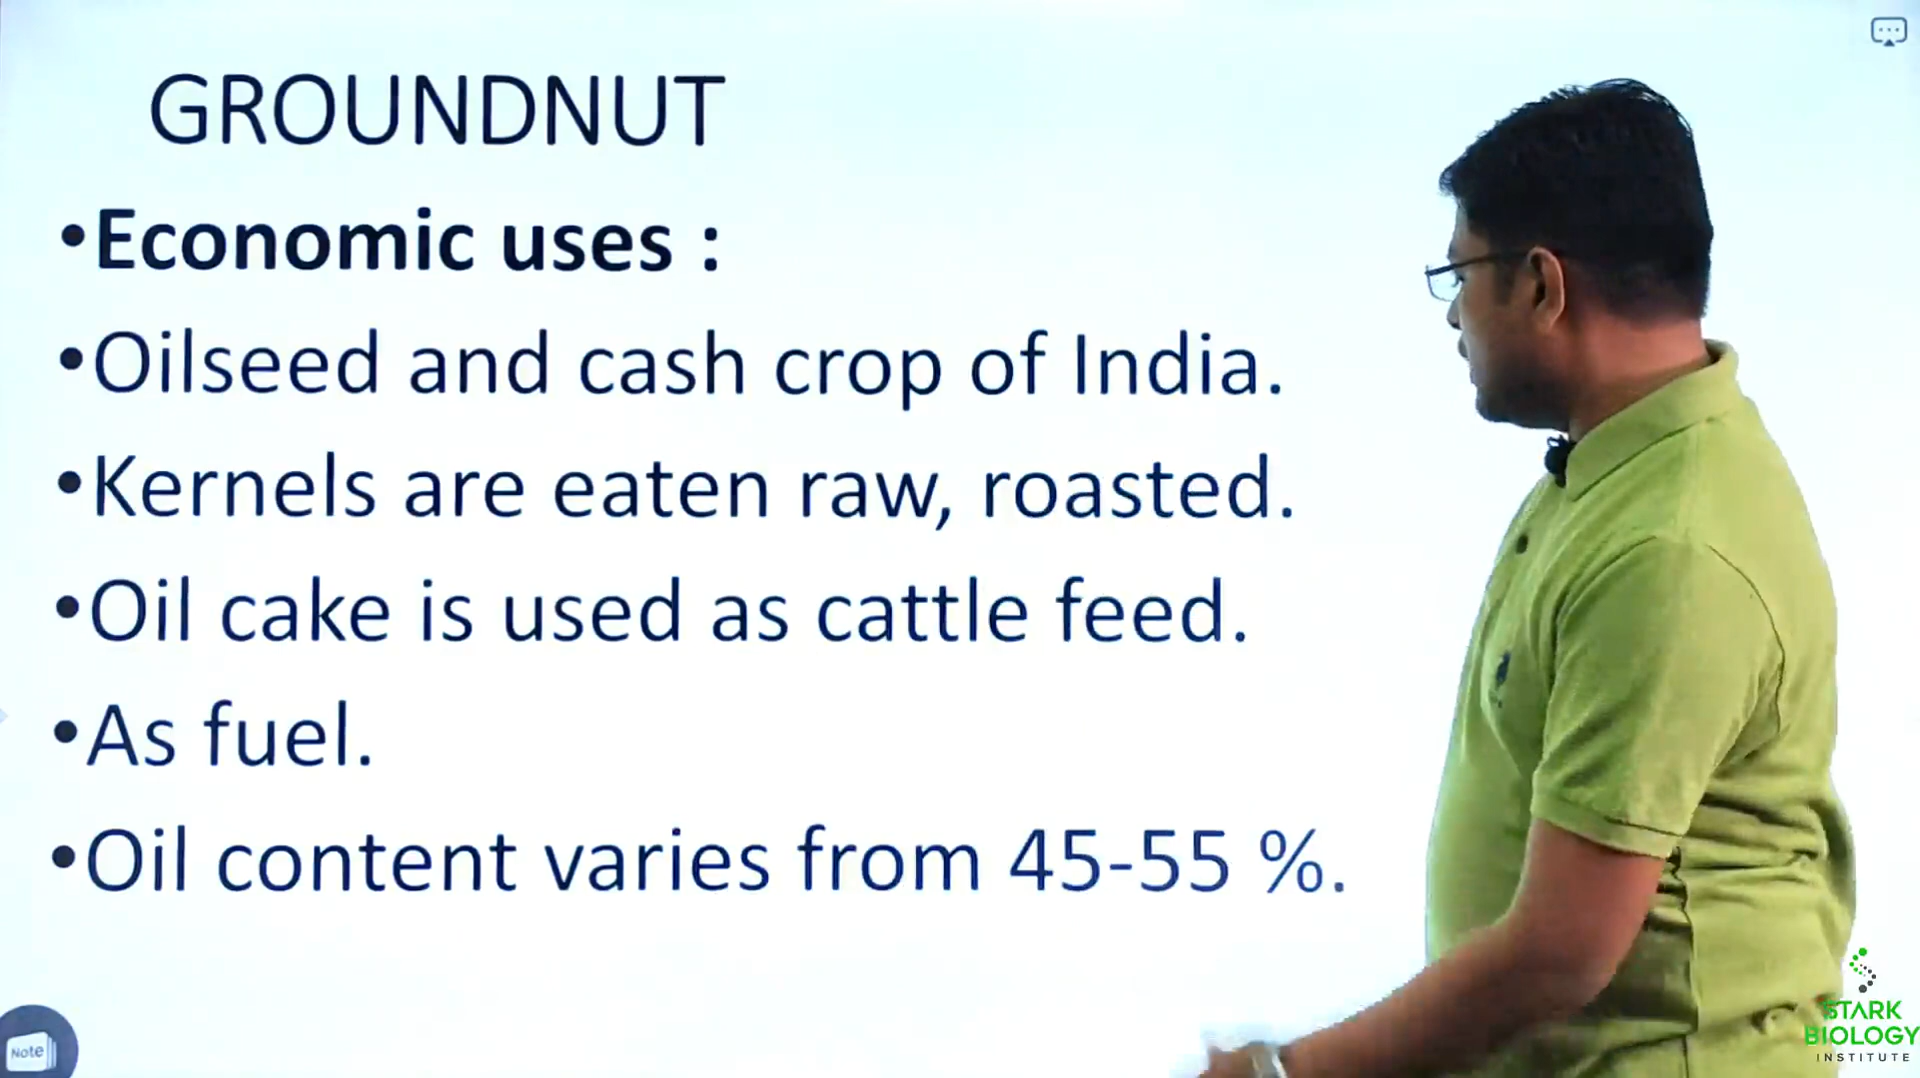 GROUNDNUT
•Economic uses :
•Oilseed and cash crop of India.
•Kernels are eaten raw, roasted.
•Oil cake is used as cattle feed.
•As fuel.
•Oil content varies from 45-55 %.
Note
STARK
BIOLOGY
INSTITUTE